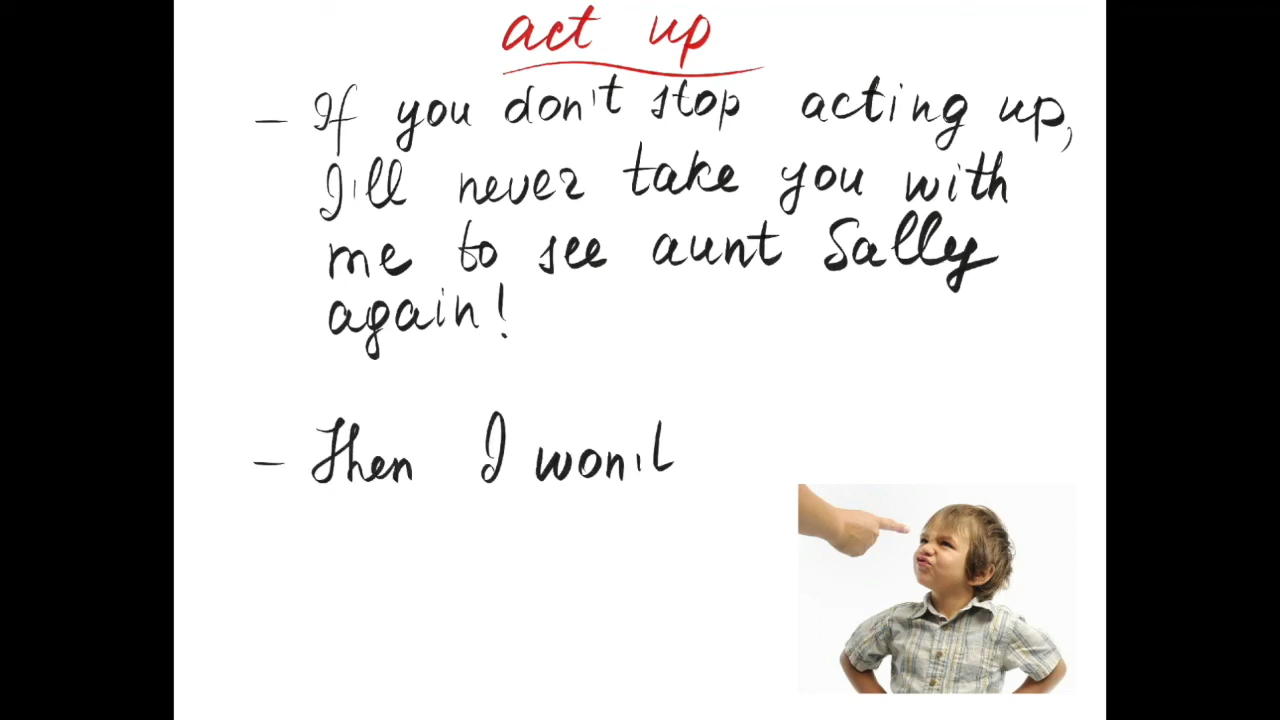 act up
- If you don't stop acting up,
I'll never take you with
me to see aunt Sally
again!
- Then I won't